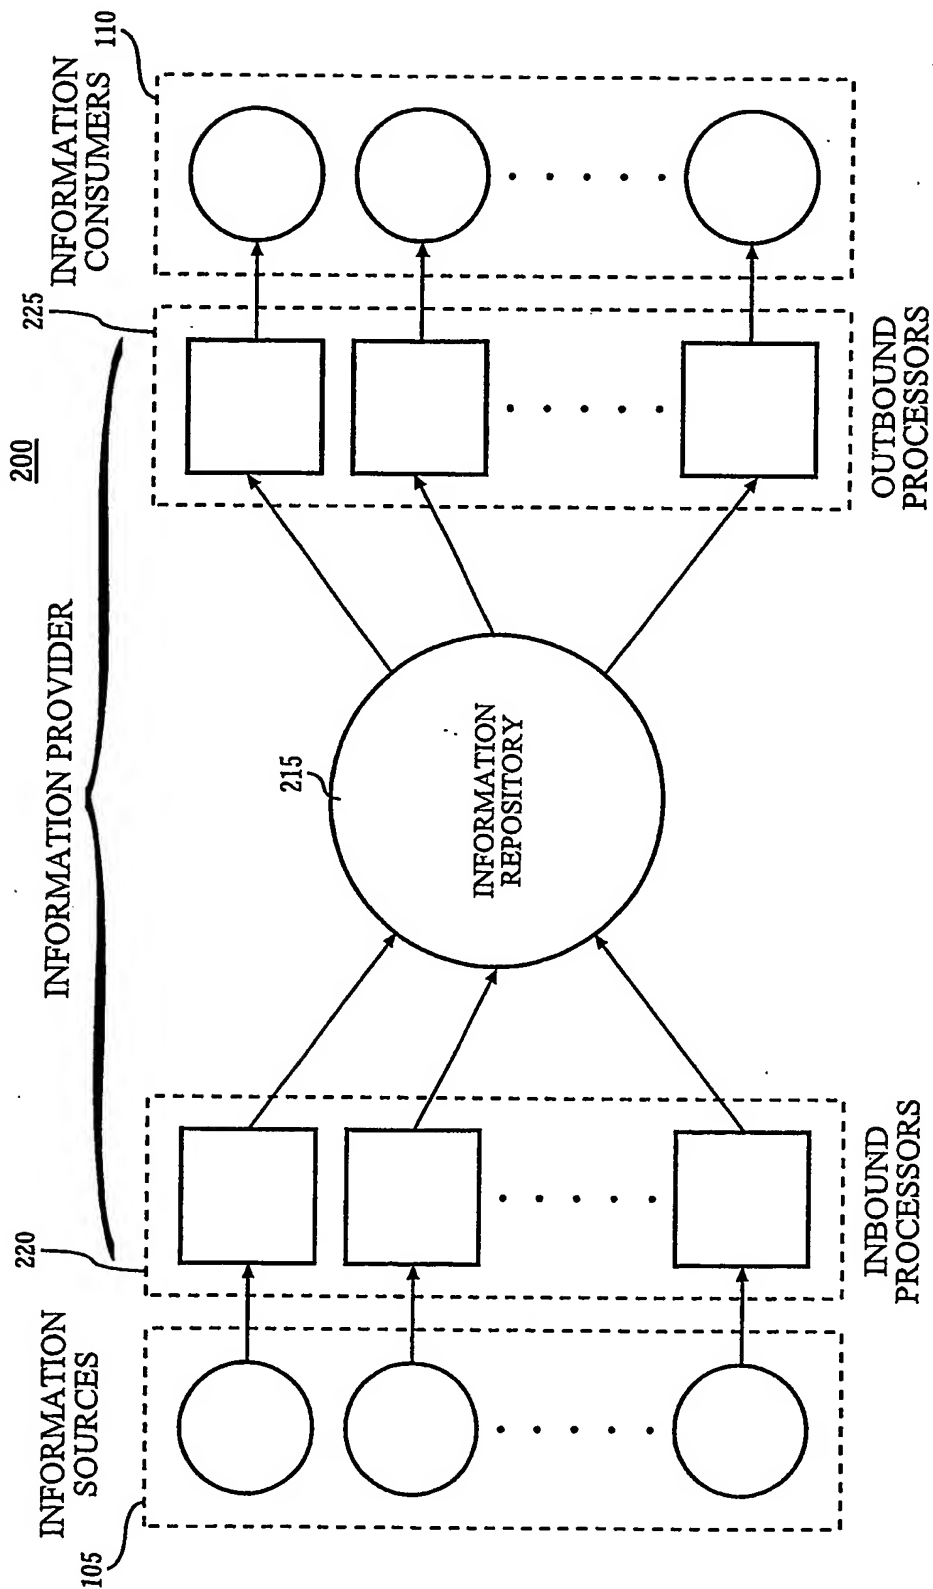 200
INFORMATION PROVIDER
105
INFORMATION
SOURCES
220
INBOUND
PROCESSORS
215
INFORMATION
REPOSITORY
225
OUTBOUND
PROCESSORS
INFORMATION
CONSUMERS
110